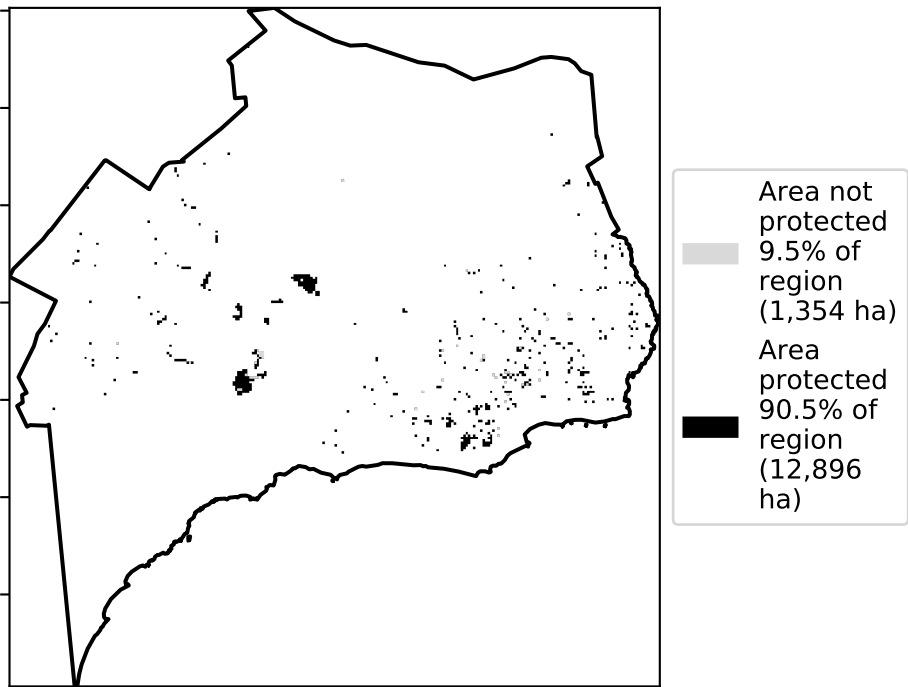 Area not
protected
9.5% of
region
(1,354 ha)
Area
protected
90.5% of
region
(12,896
ha)